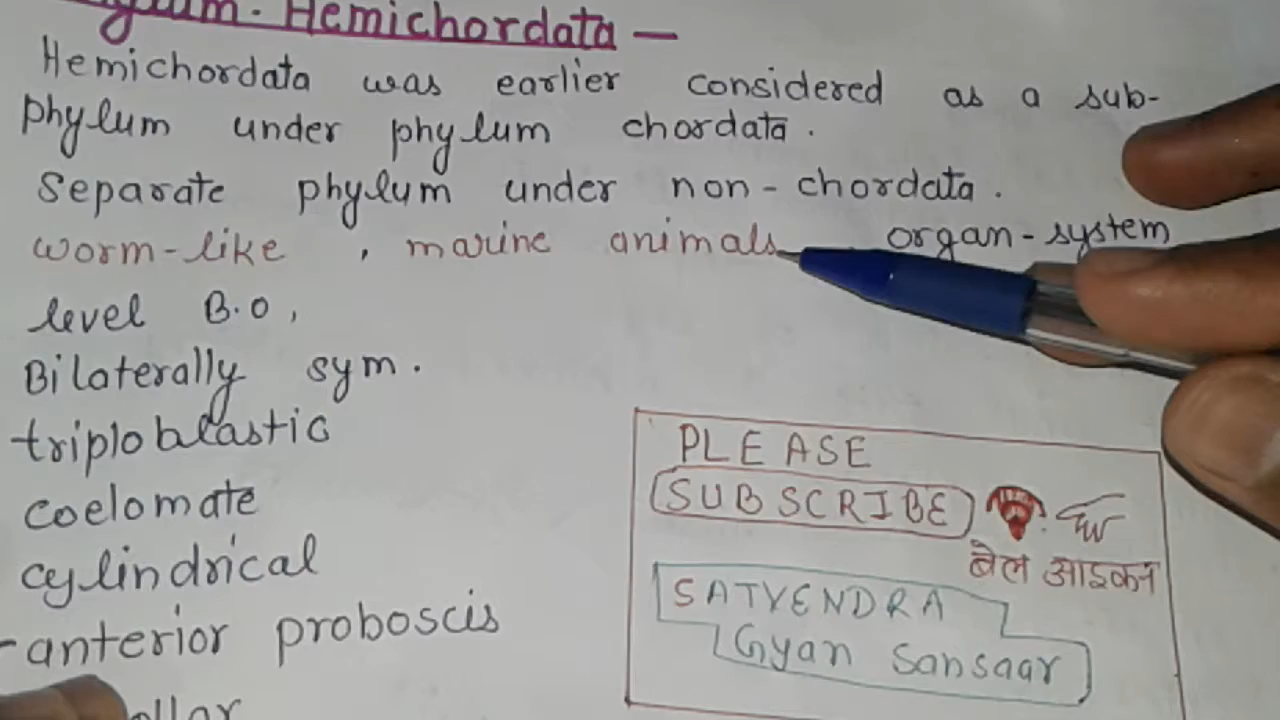 Hemichordata —
Hemichordata was earlier considered as a sub-
phylum under phylum chordata.
Separate phylum under non-chordata.
worm-like, marine animals organ-system
level B.O,
Bilaterally sym.
triploblastic
coelomate
cylindrical
-anterior proboscis
PLEASE
SUBSCRIBE
बेल आइकन
SATYENDRA
Gyan Sansaar